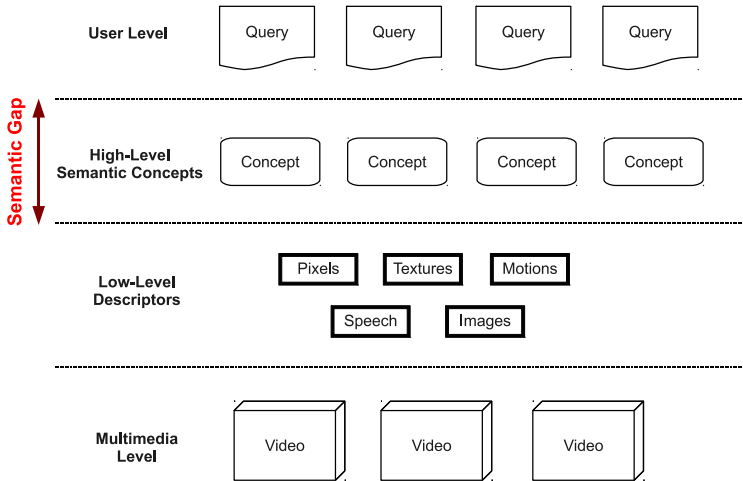 User Level
Query
Query
Query
Query
Semantic Gap
High-Level
Semantic Concepts
Concept
Concept
Concept
Concept
Low-Level
Descriptors
Pixels
Textures
Motions
Speech
Images
Multimedia
Level
Video
Video
Video